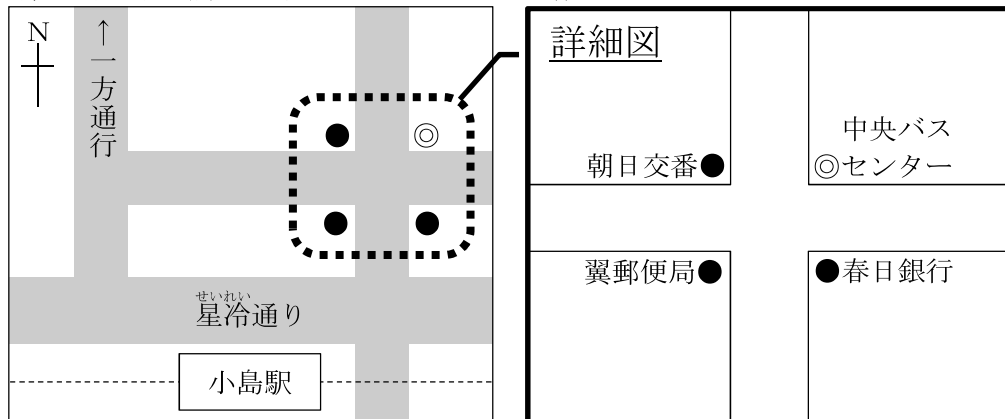 N
↑一方通行
せいれい
星冷通り
小島駅
詳細図
中央バス
朝日交番●
◎センター
翼郵便局●
●春日銀行